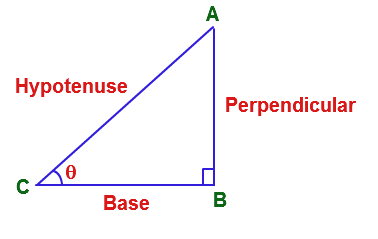 A
Hypotenuse
Perpendicular
θ
C
B
Base